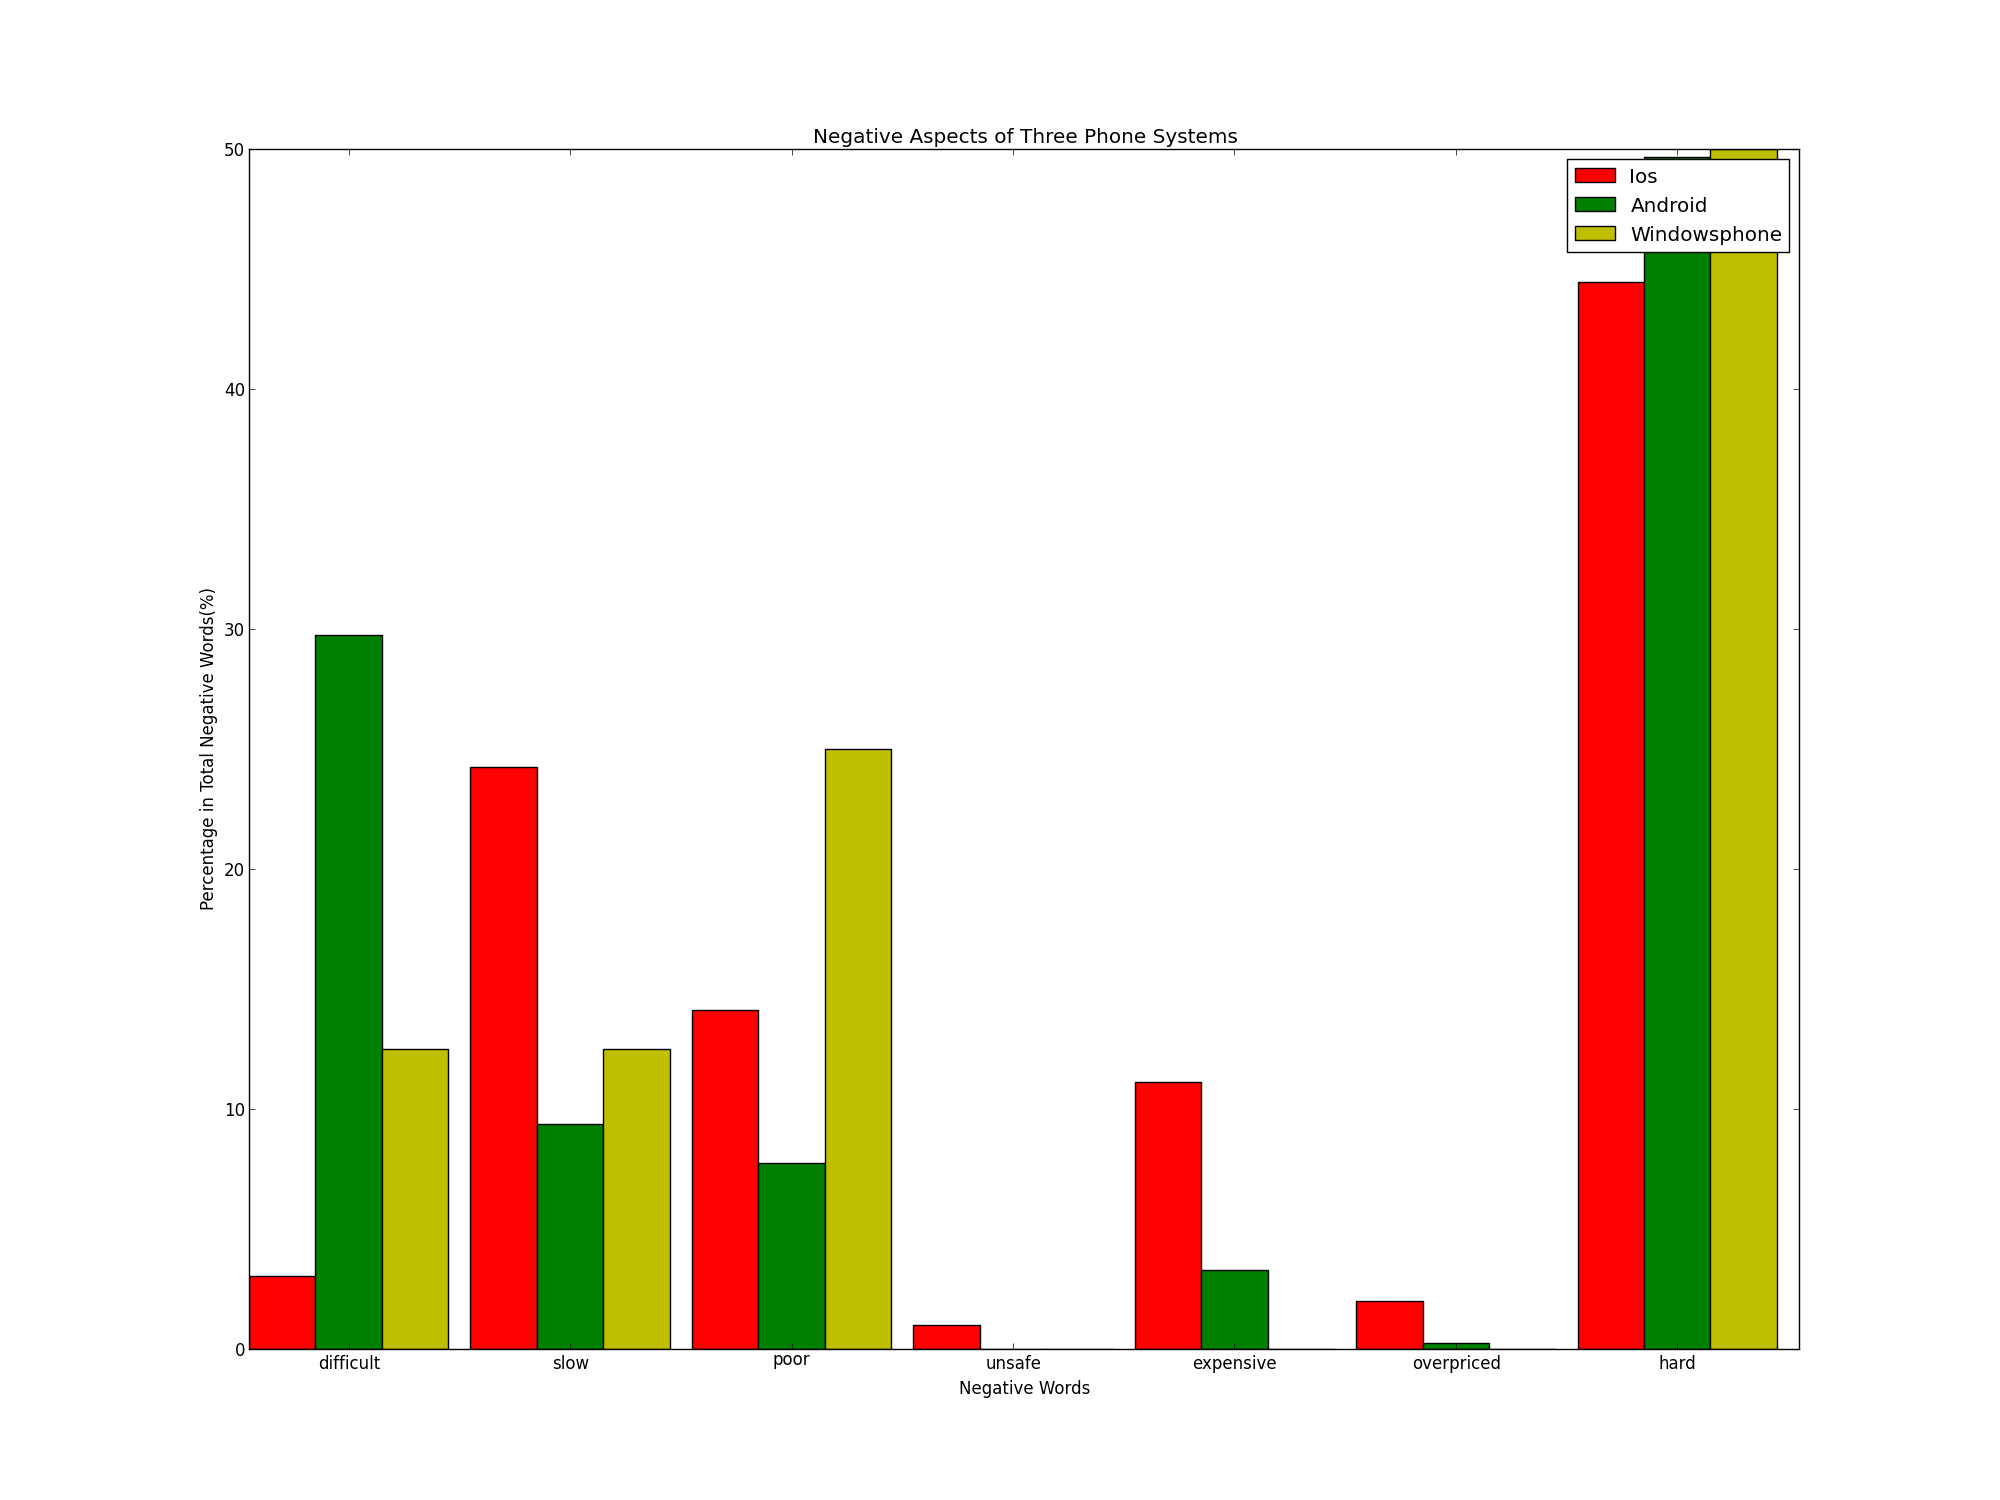 Negative Aspects of Three Phone Systems
50
40
30
20
10
0
Percentage in Total Negative Words(%)
Ios
Android
Windowsphone
difficult slow poor unsafe expensive overpriced hard
Negative Words